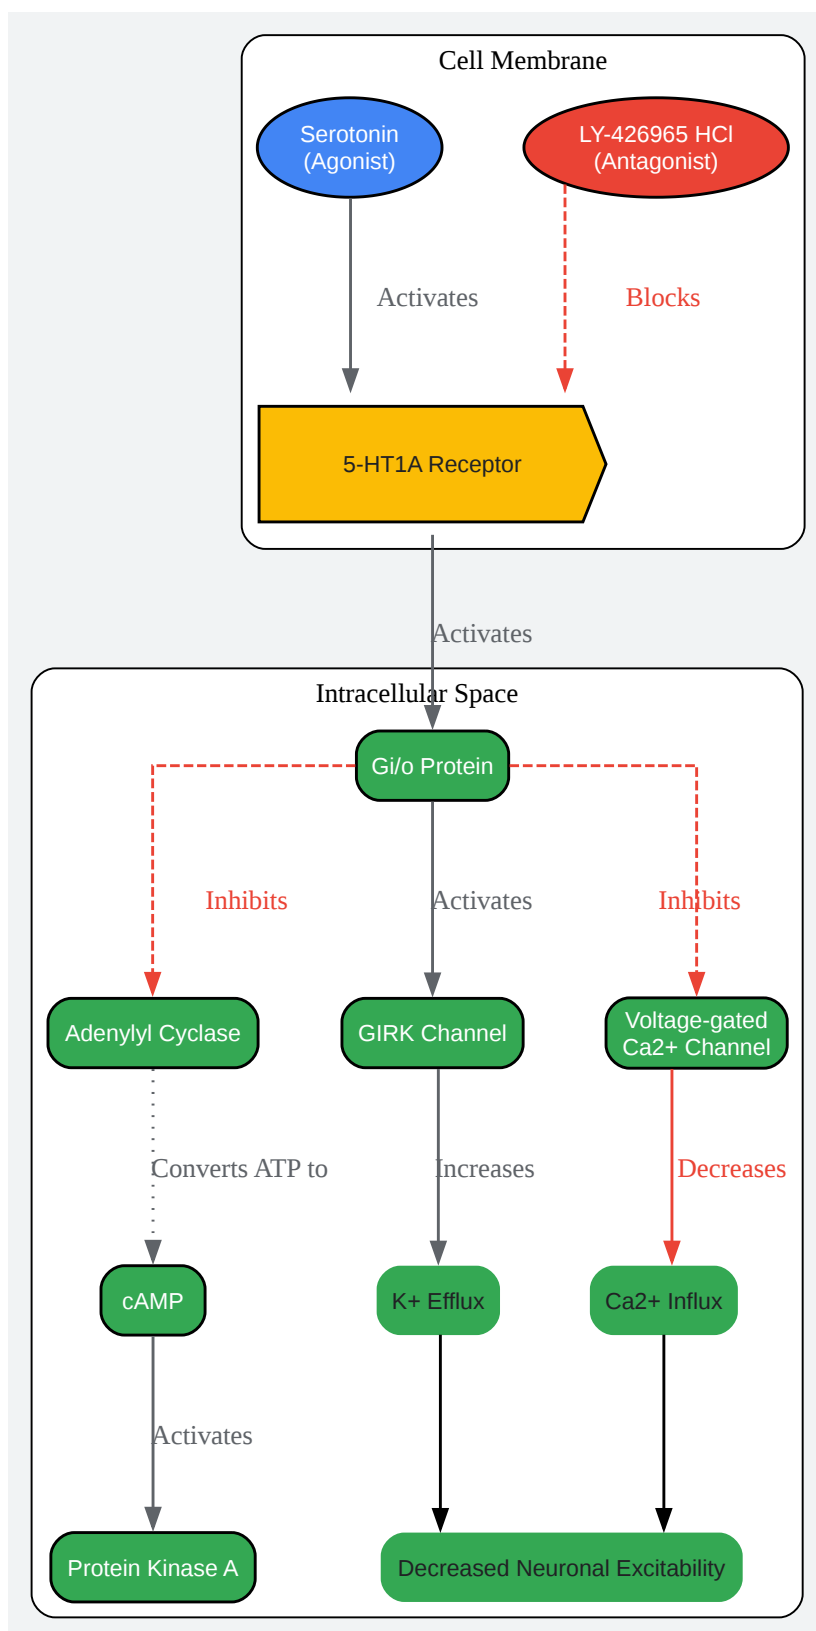 Cell Membrane
Serotonin
(Agonist)
LY-426965 HCl
(Antagonist)
Activates
Blocks
5-HT1A Receptor
Activates
Intracellular Space
Gi/o Protein
Inhibits
Activates
Inhibits
Adenylyl Cyclase
GIRK Channel
Voltage-gated
Ca2+ Channel
Converts ATP to
Increases
Decreases
cAMP
K+ Efflux
Ca2+ Influx
Activates
Protein Kinase A
Decreased Neuronal Excitability